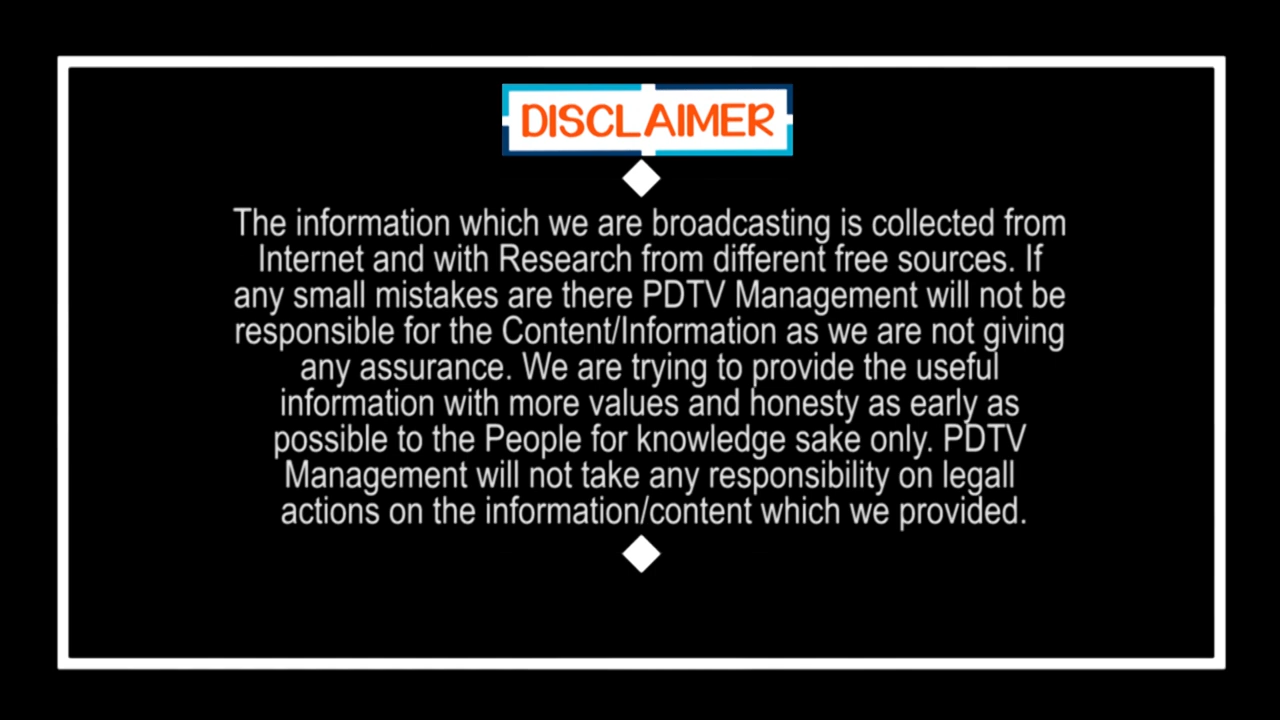 DISCLAIMER
The information which we are broadcasting is collected from
Internet and with Research from different free sources. If
any small mistakes are there PDTV Management will not be
responsible for the Content/Information as we are not giving
any assurance. We are trying to provide the useful
information with more values and honesty as early as
possible to the People for knowledge sake only. PDTV
Management will not take any responsibility on legall
actions on the information/content which we provided.